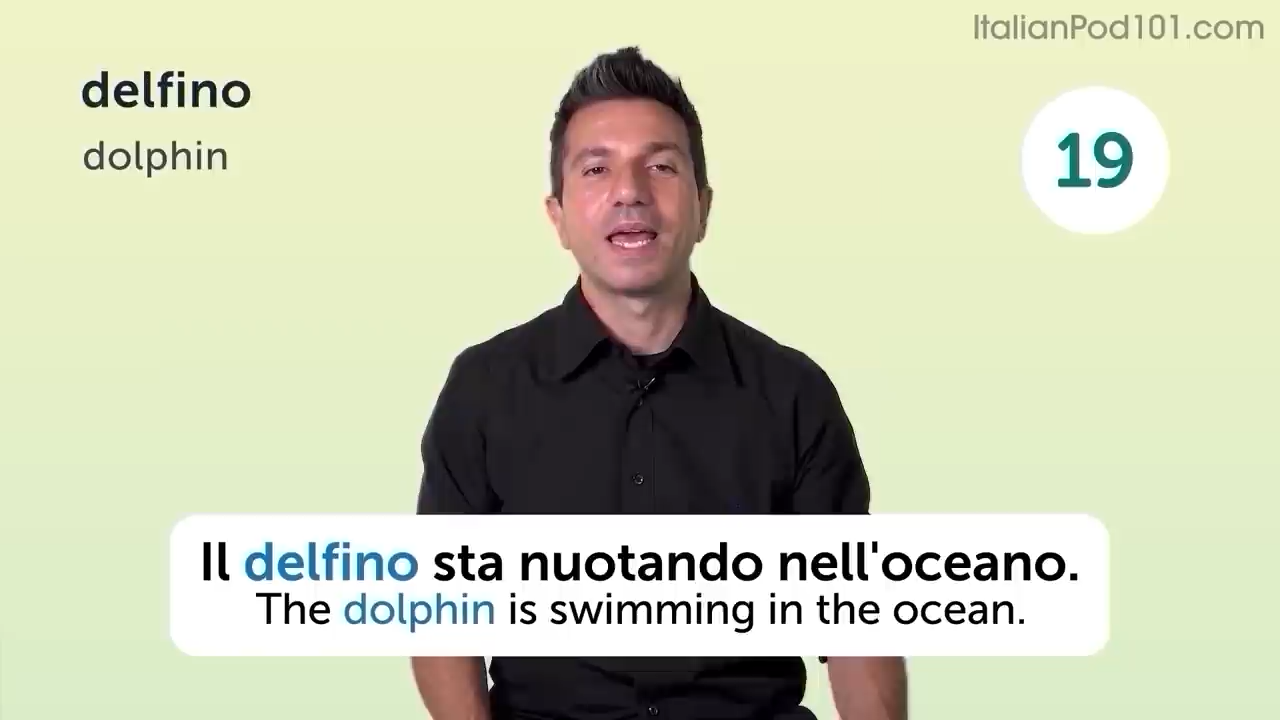 ItalianPod101.com
delfino
dolphin
19
Il delfino sta nuotando nell'oceano.
The dolphin is swimming in the ocean.